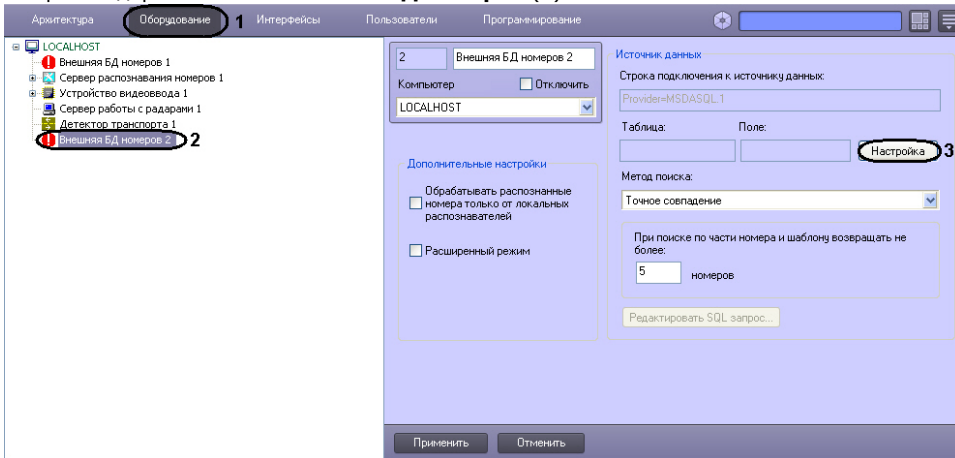 Архитектура Оборудование 1 Интерфейсы Пользователи Программирование
LOCALHOST
Внешняя БД номеров 1
Сервер распознавания номеров 1
Устройство видеоввода 1
Сервер работы с радарами 1
Детектор транспорта 1
Внешняя БД номеров 2 2
2 Внешняя БД номеров 2
Компьютер Отключить
LOCALHOST
Дополнительные настройки
Обрабатывать распознанные
номера только от локальных
распознавателей
Расширенный режим
Источник данных
Строка подключения к источнику данных:
Provider=MSDASQL.1
Таблица: Поле:
Настройка 3
Метод поиска:
Точное совпадение
При поиске по части номера и шаблону возвращать не
более:
5 номеров
Редактировать SQL запрос...
Применить Отменить